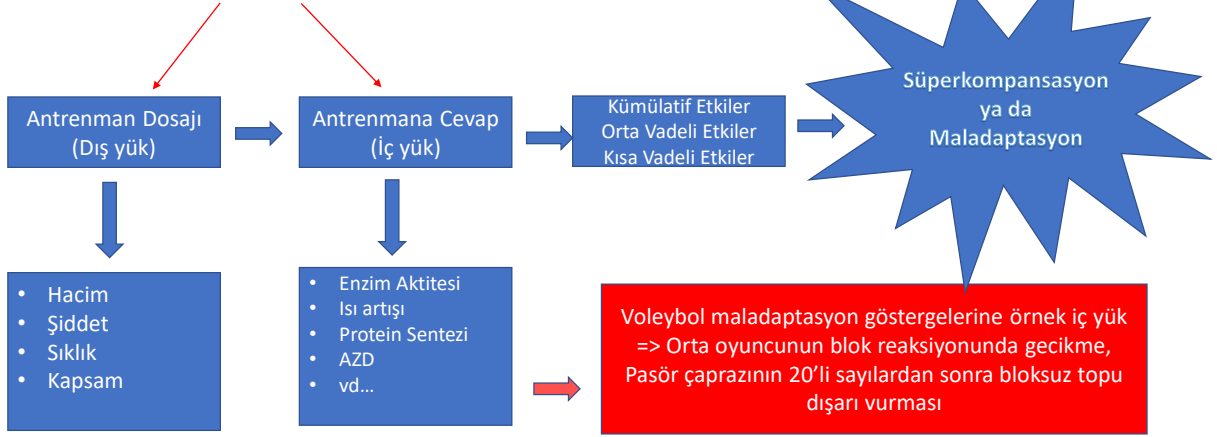 Antrenman Dosajı
(Dış yük)
Antrenmana Cevap
(İç yük)
Kümülatif Etkiler
Orta Vadeli Etkiler
Kısa Vadeli Etkiler
Süperkompansasyon
ya da
Maladaptasyon
• Hacim
• Şiddet
• Sıklık
• Kapsam
• Enzim Aktitesi
• Isı artışı
• Protein Sentezi
• AZD
• vd…
Voleybol maladaptasyon göstergelerine örnek iç yük
=> Orta oyuncunun blok reaksiyonunda gecikme,
Pasör çaprazının 20’li sayılardan sonra bloksuz topu
dışarı vurması